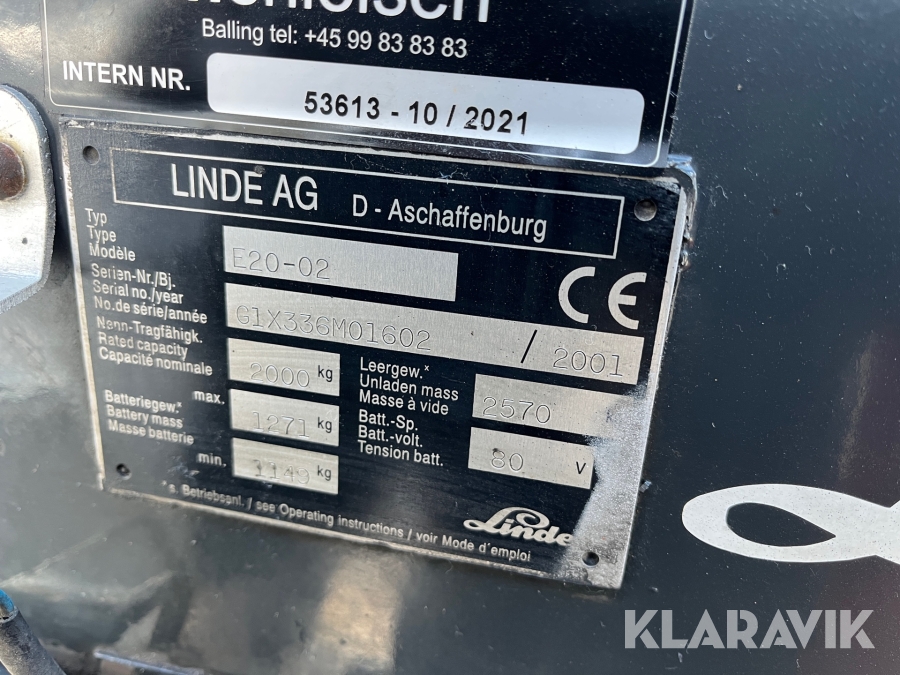 Balling tel: +45 99 83 83 83
INTERN NR. 53613 - 10 / 2021
LINDE AG D - Aschaffenburg
Typ
Type
Modèle
E20-02
Serien-Nr./Bj.
Serial no./year
No.de série/année
G1X336M01602 / 2001
Nenn-Tragfähigk.
Rated capacity
Capacité nominale
2000 kg
Leergew.x
Unladen mass
Masse à vide
2570
Batteriegew.x
Battery mass
Masse batterie
max. 1271 kg
min. 1149 kg
Batt.-Sp.
Batt.-volt.
Tension batt.
80 V
s. Betriebsanl. / see Operating instructions / voir Mode d'emploi
Linde
CE
KLARAVIK